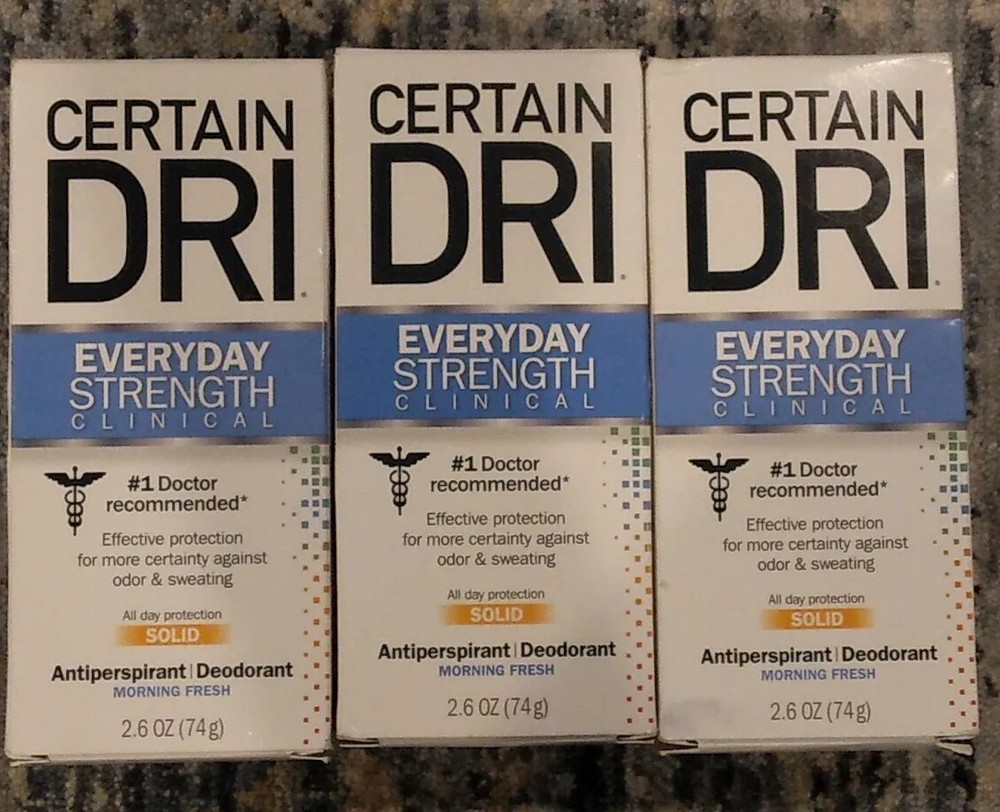 CERTAIN
DRI
EVERYDAY
STRENGTH
CLINICAL
#1 Doctor
recommended*
Effective protection
for more certainty against
odor & sweating
All day protection
SOLID
Antiperspirant | Deodorant
MORNING FRESH
2.6 OZ (74g)
CERTAIN
DRI
EVERYDAY
STRENGTH
CLINICAL
#1 Doctor
recommended*
Effective protection
for more certainty against
odor & sweating
All day protection
SOLID
Antiperspirant | Deodorant
MORNING FRESH
2.6 OZ (74g)
CERTAIN
DRI
EVERYDAY
STRENGTH
CLINICAL
#1 Doctor
recommended*
Effective protection
for more certainty against
odor & sweating
All day protection
SOLID
Antiperspirant | Deodorant
MORNING FRESH
2.6 OZ (74g)